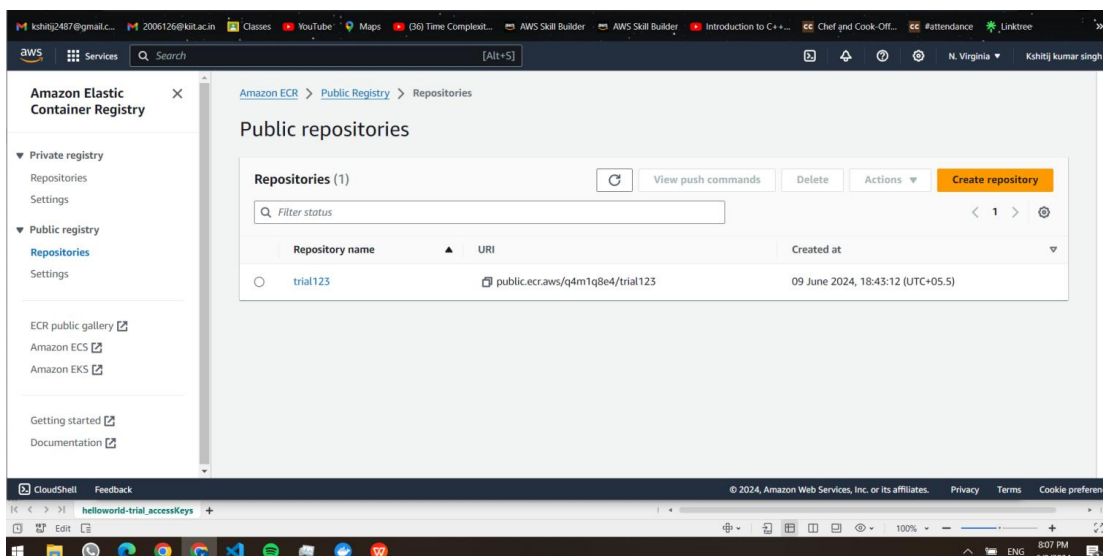 kshitij2487@gmail.c... 2006126@kiit.ac.in Classes YouTube Maps (36) Time Complexit... AWS Skill Builder AWS Skill Builder Introduction to C++... Chef and Cook-Off... #attendance Linktree »
aws Services Search [Alt+S] N. Virginia ▼ Kshitij kumar singh
Amazon Elastic
Container Registry
Private registry
Repositories
Settings
Public registry
Repositories
Settings
ECR public gallery
Amazon ECS
Amazon EKS
Getting started
Documentation
Amazon ECR > Public Registry > Repositories
Public repositories
Repositories (1) View push commands Delete Actions ▼ Create repository
Filter status < 1 >
Repository name ▲ URI Created at
trial123 public.ecr.aws/q4m1q8e4/trial123 09 June 2024, 18:43:12 (UTC+05.5)
CloudShell Feedback © 2024, Amazon Web Services, Inc. or its affiliates. Privacy Terms Cookie preferen
helloworld-trial_accessKeys +
Edit 100% − +
ENG 8:07 PM